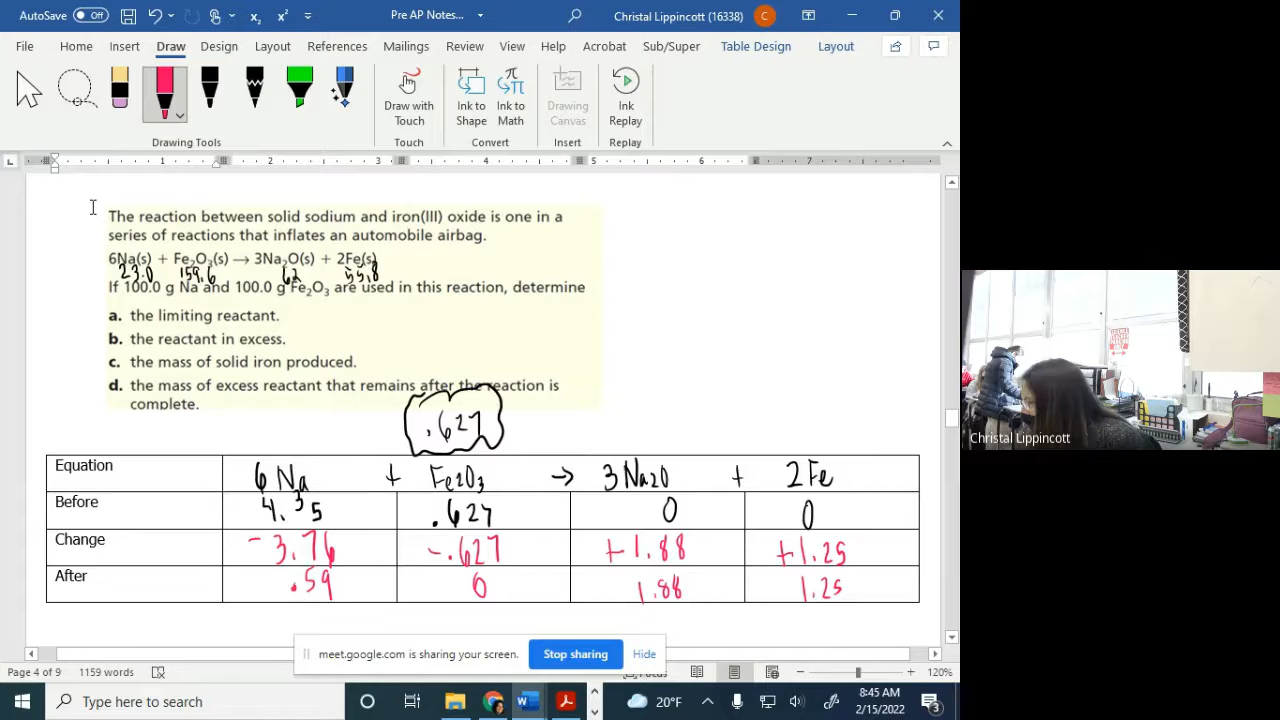 AutoSave Off Pre AP Notes... Christal Lippincott (16338) C
File Home Insert Draw Design Layout References Mailings Review View Help Acrobat Sub/Super Table Design Layout
Draw with Touch
Ink to Shape
Ink to Math
Drawing Canvas
Ink Replay
Drawing Tools Touch Convert Insert Replay
1 2 3 4 5 6 7
The reaction between solid sodium and iron(III) oxide is one in a
series of reactions that inflates an automobile airbag.
6Na(s) + Fe₂O₃(s) → 3Na₂O(s) + 2Fe(s)
23.0 159.6 62 55.8
If 100.0 g Na and 100.0 g Fe₂O₃ are used in this reaction, determine
a. the limiting reactant.
b. the reactant in excess.
c. the mass of solid iron produced.
d. the mass of excess reactant that remains after the reaction is
complete.
.627
Equation 6 Na + Fe2O3 → 3 Na2O + 2 Fe
Before 4.35 .627 0 0
Change -3.76 -.627 +1.88 +1.25
After .59 0 1.88 1.25
meet.google.com is sharing your screen. Stop sharing Hide
Page 4 of 9 1159 words Focus 120%
Type here to search 20°F 8:45 AM
2/15/2022 3
Christal Lippincott